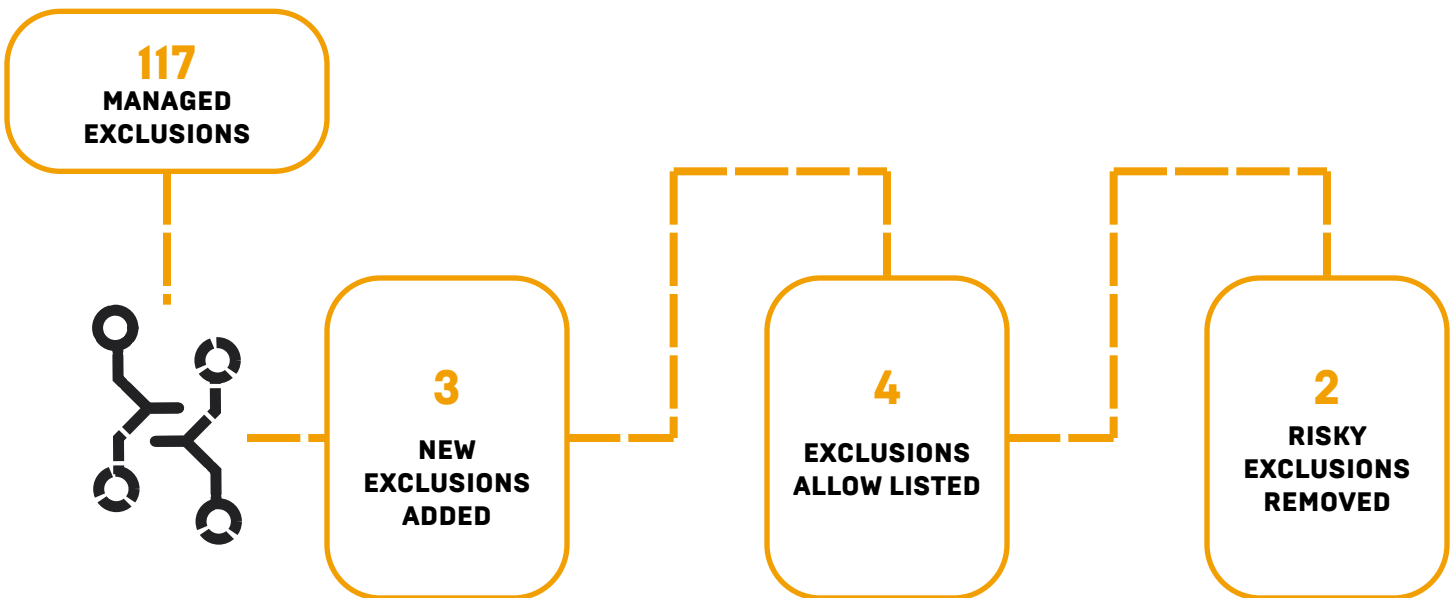 117
MANAGED
EXCLUSIONS
3
NEW
EXCLUSIONS
ADDED
4
EXCLUSIONS
ALLOW LISTED
2
RISKY
EXCLUSIONS
REMOVED